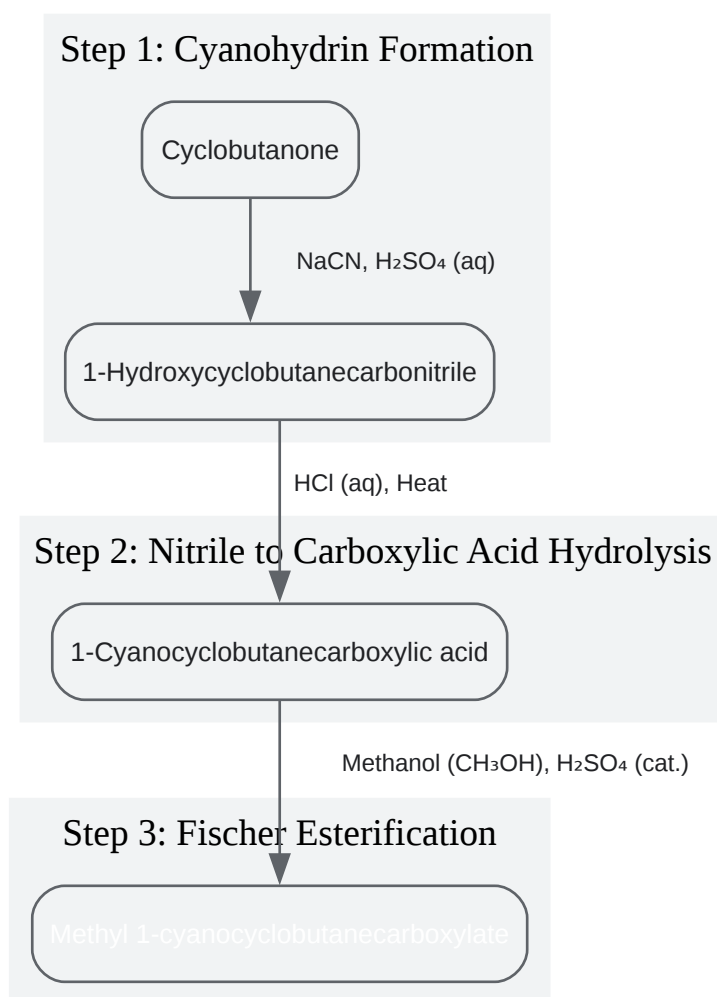 Step 1: Cyanohydrin Formation
Cyclobutanone
NaCN, H₂SO₄ (aq)
1-Hydroxycyclobutanecarbonitrile
HCl (aq), Heat
Step 2: Nitrile to Carboxylic Acid Hydrolysis
1-Cyanocyclobutanecarboxylic acid
Methanol (CH₃OH), H₂SO₄ (cat.)
Step 3: Fischer Esterification
Methyl 1-cyanocyclobutanecarboxylate